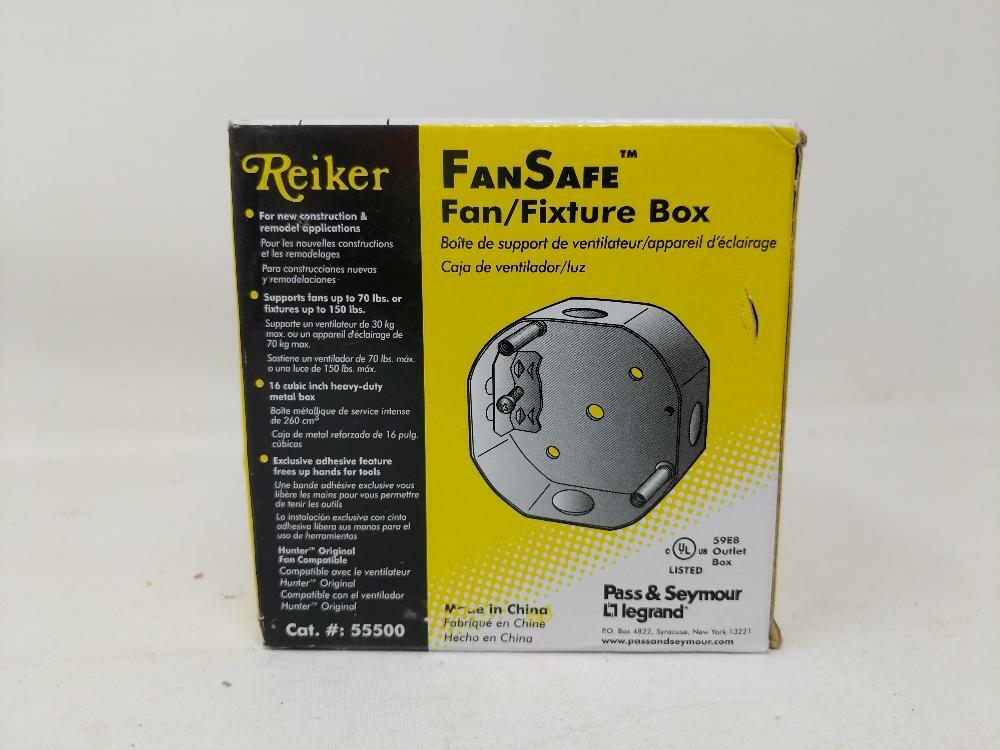 Reiker
For new construction &
remodel applications
Pour les nouvelles constructions
et les remodelages
Para construcciones nuevas
y remodelaciones
Supports fans up to 70 lbs. or
fixtures up to 150 lbs.
Supporte un ventilateur de 30 kg
max. ou un appareil d'éclairage de
70 kg max.
Sostiene un ventilador de 70 lbs. máx.
o una luce de 150 lbs. máx.
16 cubic inch heavy-duty
metal box
Boîte métallique de service intense
de 260 cm³
Caja de metal reforzada de 16 pulg.
cúbicas
Exclusive adhesive feature
frees up hands for tools
Une bande adhésive exclusive vous
libère les mains pour vous permettre
de tenir les outils
La instalación exclusiva con cinta
adhesiva libera sus manos para el
uso de herramientas
Hunter™ Original
Fan Compatible
Compatible avec le ventilateur
Hunter™ Original
Compatible con el ventilador
Hunter™ Original
Cat. #: 55500
FANSAFE™
Fan/Fixture Box
Boîte de support de ventilateur/appareil d'éclairage
Caja de ventilador/luz
C UL US
LISTED
59E8
Outlet
Box
Made in China
Fabriqué en Chine
Hecho en China
Pass & Seymour
legrand®
P.O. Box 4822, Syracuse, New York 13221
www.passandseymour.com